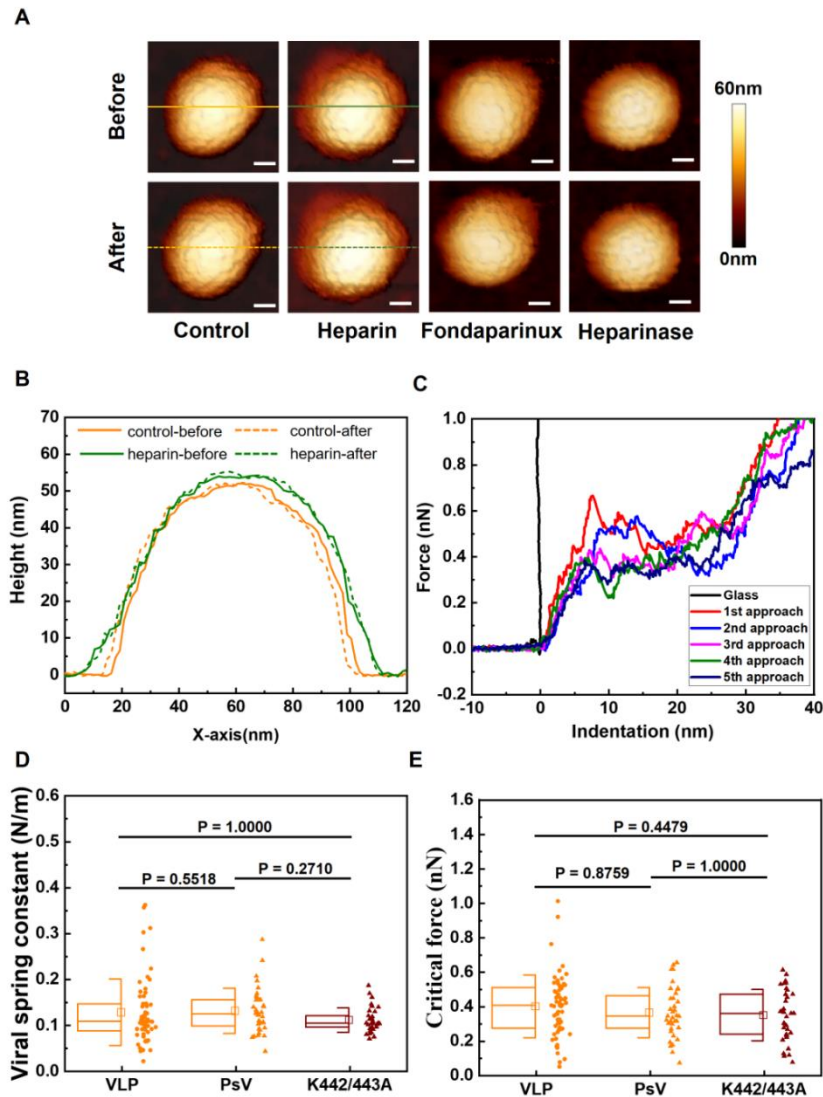 A
Before
60nm
After
0nm
Control Heparin Fondaparinux Heparinase
B
70
60
50
40
30
20
10
0
Height (nm)
control-before control-after
heparin-before heparin-after
0 20 40 60 80 100 120
X-axis(nm)
C
1.0
0.8
0.6
0.4
0.2
0.0
-0.2
Force (nN)
Glass
1st approach
2nd approach
3rd approach
4th approach
5th approach
-10 0 10 20 30 40
Indentation (nm)
D
0.6
0.5
0.4
0.3
0.2
0.1
0.0
Viral spring constant (N/m)
P = 1.0000
P = 0.5518
P = 0.2710
VLP PsV K442/443A
E
1.6
1.4
1.2
1.0
0.8
0.6
0.4
0.2
0.0
Critical force (nN)
P = 0.4479
P = 0.8759
P = 1.0000
VLP PsV K442/443A